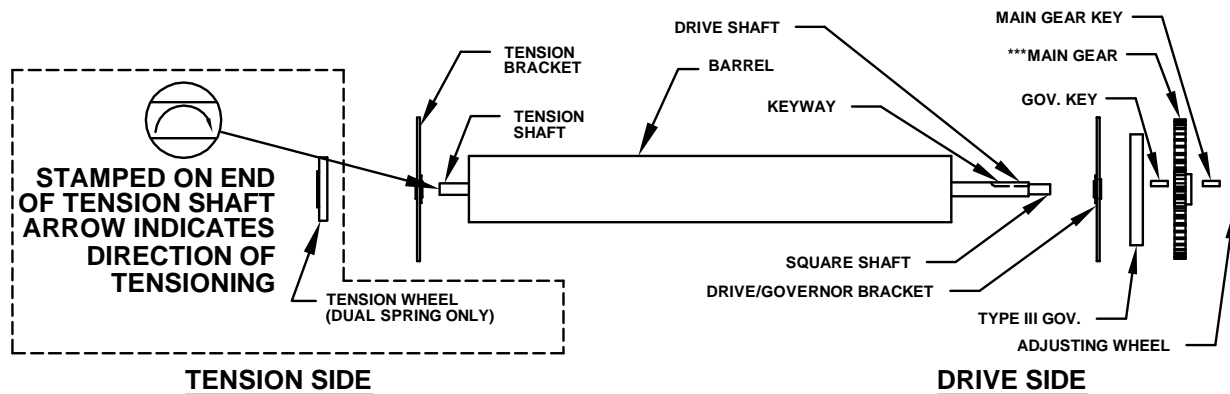 MAIN GEAR KEY
DRIVE SHAFT
TENSION
BRACKET
***MAIN GEAR
BARREL
GOV. KEY
KEYWAY
TENSION
SHAFT
STAMPED ON END
OF TENSION SHAFT
ARROW INDICATES
DIRECTION OF
TENSIONING
SQUARE SHAFT
DRIVE/GOVERNOR BRACKET
TENSION WHEEL
(DUAL SPRING ONLY)
TYPE III GOV.
ADJUSTING WHEEL
TENSION SIDE
DRIVE SIDE